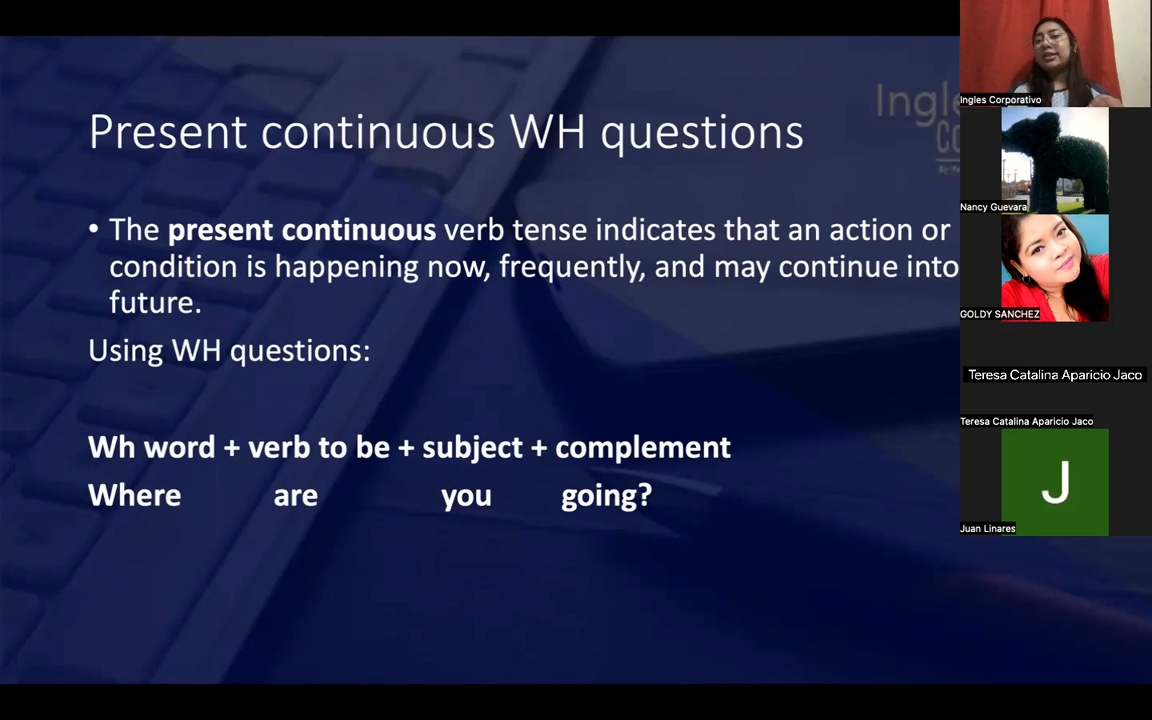 Present continuous WH questions
• The present continuous verb tense indicates that an action or
condition is happening now, frequently, and may continue into
future.
Using WH questions:
Wh word + verb to be + subject + complement
Where are you going?
Ingle
Ingles Corporativo
Nancy Guevara
GOLDY SANCHEZ
Teresa Catalina Aparicio Jaco
Teresa Catalina Aparicio Jaco
J
Juan Linares